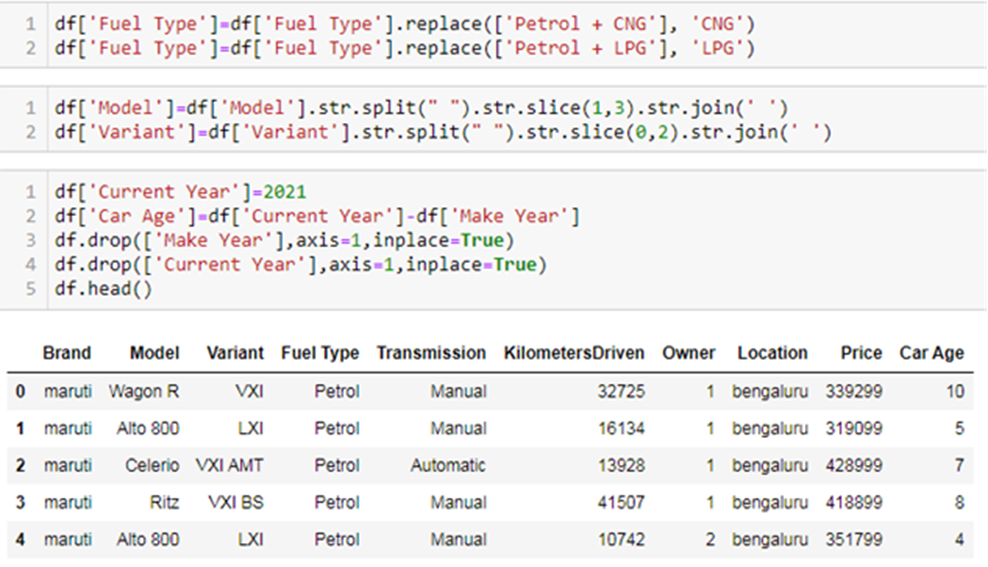 1 df['Fuel Type']=df['Fuel Type'].replace(['Petrol + CNG'], 'CNG')
2 df['Fuel Type']=df['Fuel Type'].replace(['Petrol + LPG'], 'LPG')
1 df['Model']=df['Model'].str.split(" ").str.slice(1,3).str.join(' ')
2 df['Variant']=df['Variant'].str.split(" ").str.slice(0,2).str.join(' ')
1 df['Current Year']=2021
2 df['Car Age']=df['Current Year']-df['Make Year']
3 df.drop(['Make Year'],axis=1,inplace=True)
4 df.drop(['Current Year'],axis=1,inplace=True)
5 df.head()
Brand Model Variant Fuel Type Transmission KilometersDriven Owner Location Price Car Age
0 maruti Wagon R VXI Petrol Manual 32725 1 bengaluru 339299 10
1 maruti Alto 800 LXI Petrol Manual 16134 1 bengaluru 319099 5
2 maruti Celerio VXI AMT Petrol Automatic 13928 1 bengaluru 428999 7
3 maruti Ritz VXI BS Petrol Manual 41507 1 bengaluru 418899 8
4 maruti Alto 800 LXI Petrol Manual 10742 2 bengaluru 351799 4